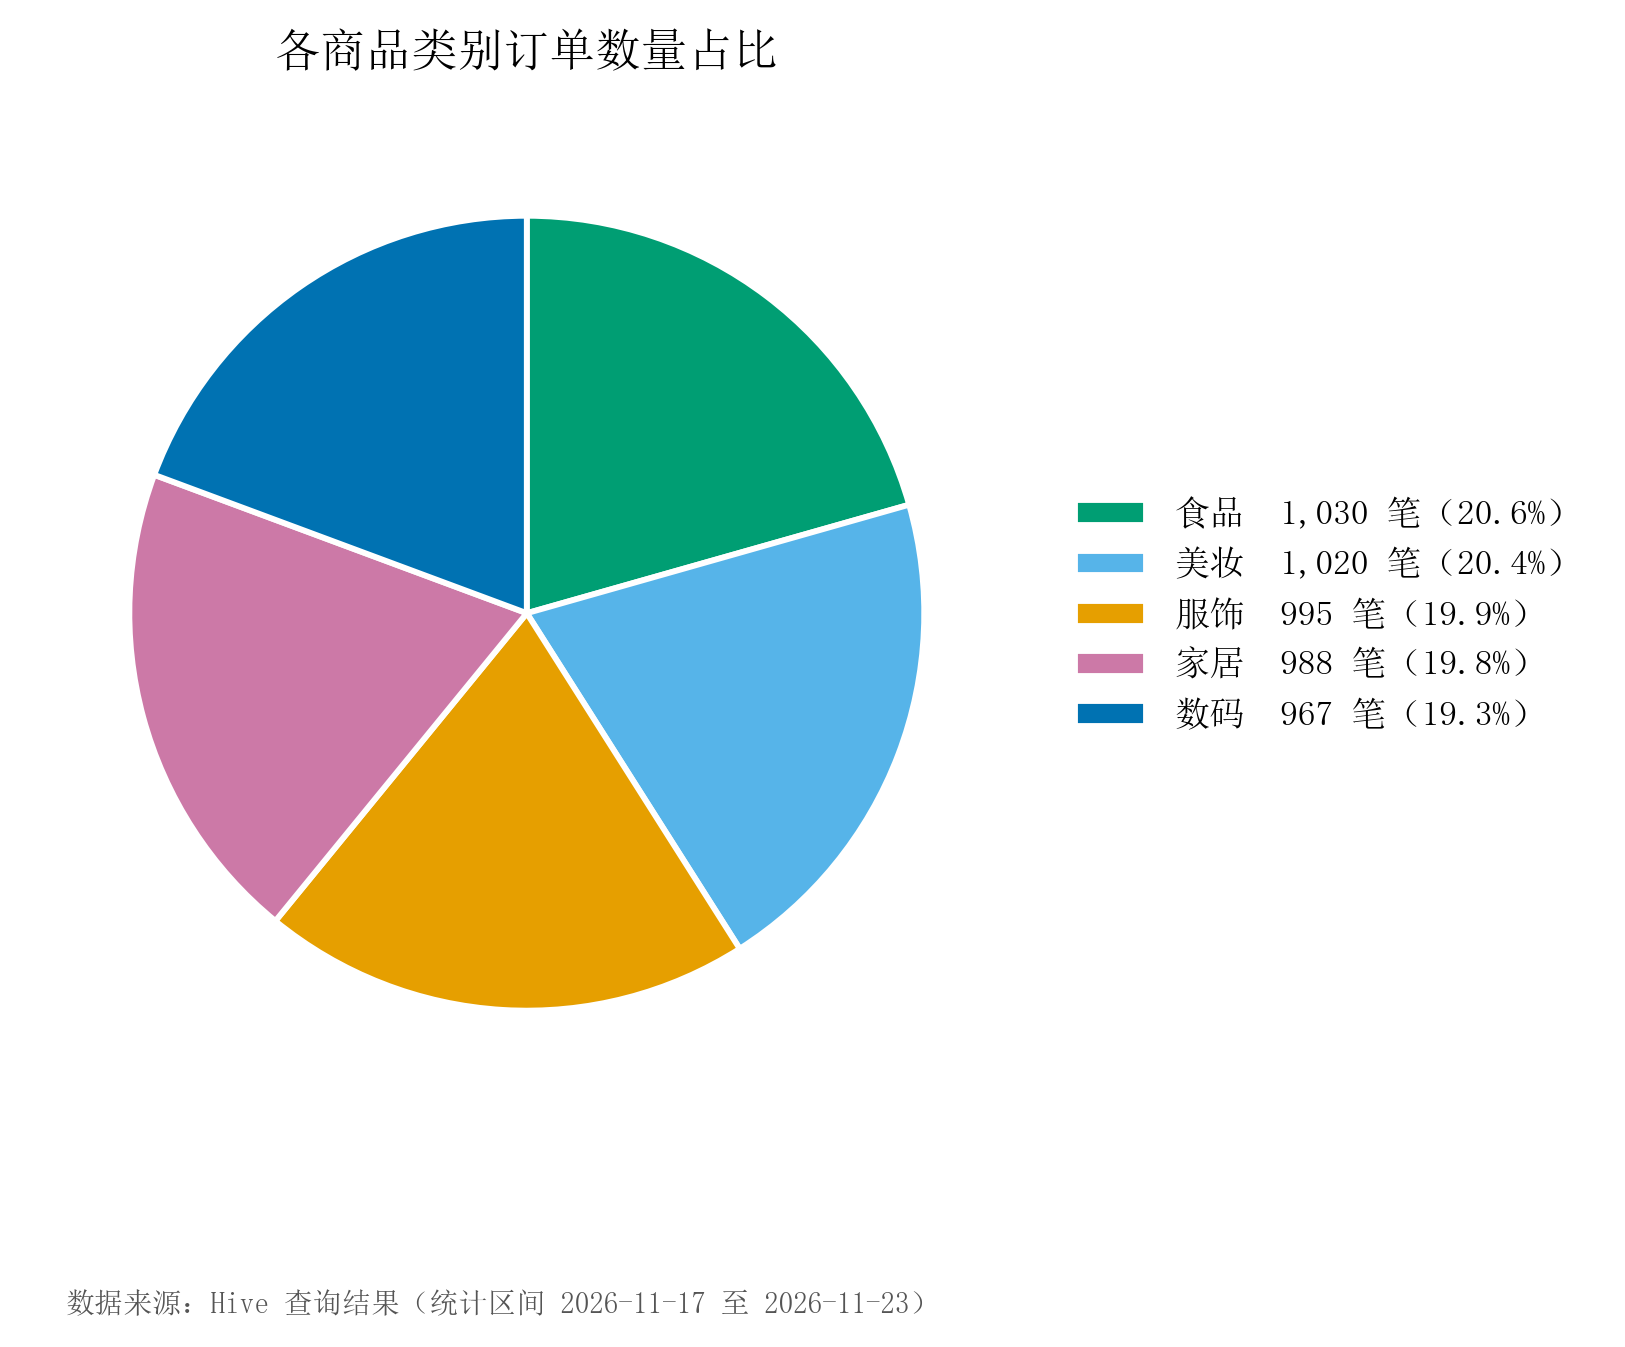 各商品类别订单数量占比
食品  1,030 笔（20.6%）
美妆  1,020 笔（20.4%）
服饰  995 笔（19.9%）
家居  988 笔（19.8%）
数码  967 笔（19.3%）
数据来源：Hive 查询结果（统计区间 2026-11-17 至 2026-11-23）